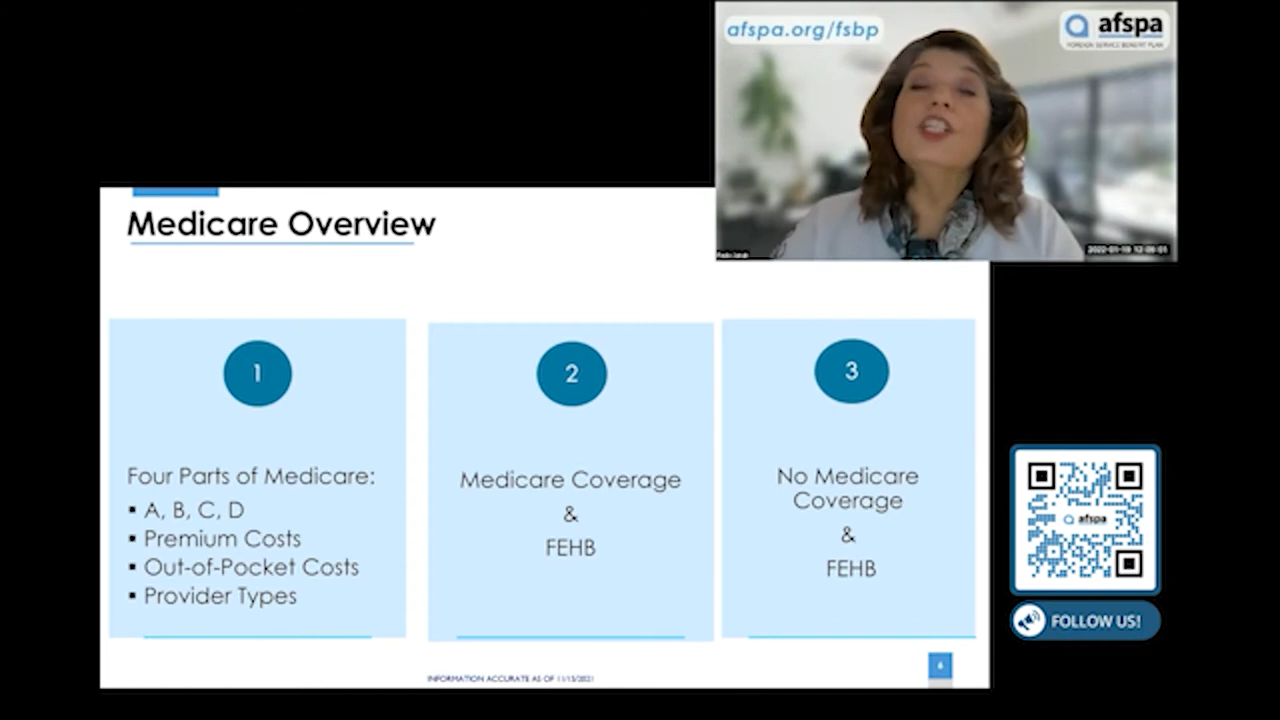 afspa.org/fsbp
afspa
FOREIGN SERVICE BENEFIT PLAN
Medicare Overview
1
Four Parts of Medicare:
▪ A, B, C, D
▪ Premium Costs
▪ Out-of-Pocket Costs
▪ Provider Types
2
Medicare Coverage
&
FEHB
3
No Medicare
Coverage
&
FEHB
afspa
FOLLOW US!
INFORMATION ACCURATE AS OF 11/15/2021
6